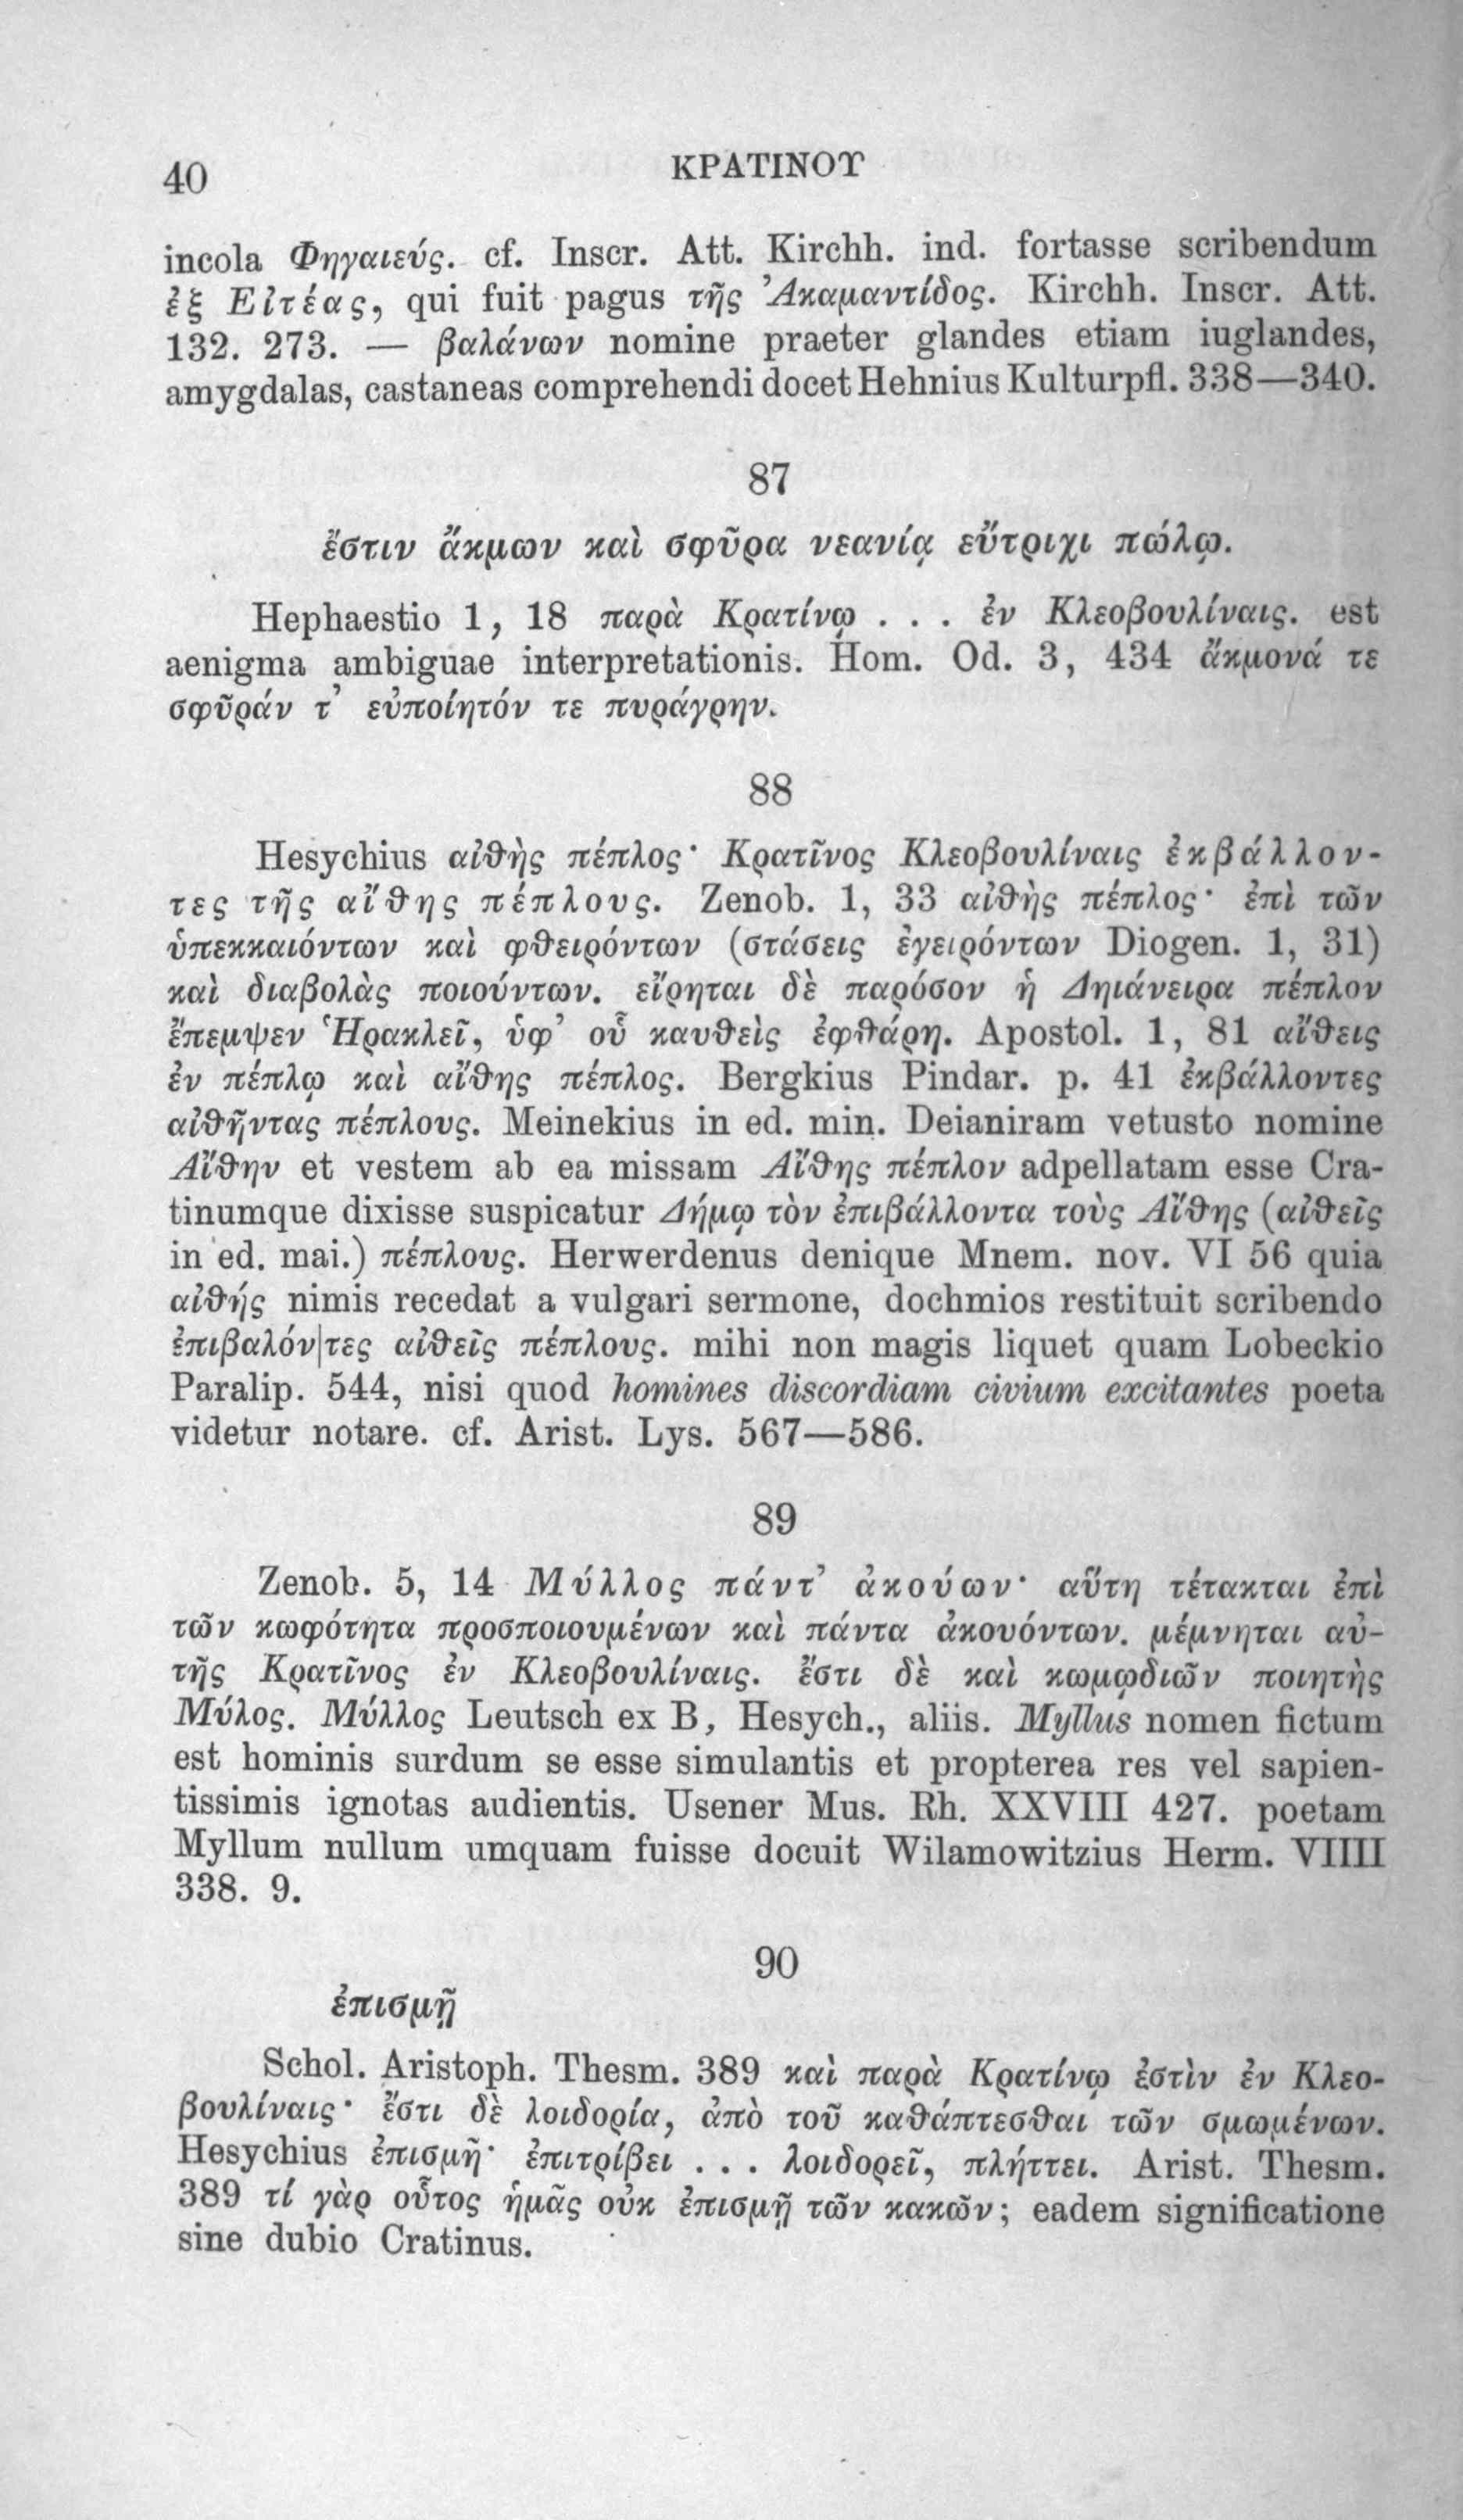 40
ΚΡΑΤΙΝΟΥ
incola Φηγαιεύς. cf. Inscr. Att. Kirchh. ind. fortasse scribendum
ἐξ Εἰτέας, qui fuit pagus τῆς Ἀκαμαντίδος. Kirchh. Inscr. Att.
132. 273. — βαλάνων nomine praeter glandes etiam iuglandes,
amygdalas, castaneas comprehendi docet Hehnius Kulturpfl. 338—340.
87
ἔστιν ἄκμων καὶ σφῦρα νεανίᾳ εὔτριχι πώλῳ.
Hephaestio 1, 18 παρὰ Κρατίνῳ . . . ἐν Κλεοβουλίναις. est
aenigma ambiguae interpretationis. Hom. Od. 3, 434 ἄκμονά τε
σφῦράν τ’ εὐποίητόν τε πυράγρην.
88
Hesychius αἰθὴς πέπλος· Κρατῖνος Κλεοβουλίναις ἐκβάλλον-
τες τῆς αἴθης πέπλους. Zenob. 1, 33 αἰθὴς πέπλος· ἐπὶ τῶν
ὑπεκκαιόντων καὶ φθειρόντων (στάσεις ἐγειρόντων Diogen. 1, 31)
καὶ διαβολὰς ποιούντων. εἴρηται δὲ παρόσον ἡ Δηιάνειρα πέπλον
ἔπεμψεν Ἡρακλεῖ, ὑφ’ οὗ καυθεὶς ἐφθάρη. Apostol. 1, 81 αἴθεις
ἐν πέπλῳ καὶ αἴθης πέπλος. Bergkius Pindar. p. 41 ἐκβάλλοντες
αἰθῆντας πέπλους. Meinekius in ed. min. Deianiram vetusto nomine
Αἴθην et vestem ab ea missam Αἴθης πέπλον adpellatam esse Cra-
tinumque dixisse suspicatur Δήμῳ τὸν ἐπιβάλλοντα τοὺς Αἴθης (αἰθεῖς
in ed. mai.) πέπλους. Herwerdenus denique Mnem. nov. VI 56 quia
αἰθής nimis recedat a vulgari sermone, dochmios restituit scribendo
ἐπιβαλόν|τες αἰθεῖς πέπλους. mihi non magis liquet quam Lobeckio
Paralip. 544, nisi quod homines discordiam civium excitantes poeta
videtur notare. cf. Arist. Lys. 567—586.
89
Zenob. 5, 14 Μύλλος πάντ’ ἀκούων· αὕτη τέτακται ἐπὶ
τῶν κωφότητα προσποιουμένων καὶ πάντα ἀκουόντων. μέμνηται αὐ-
τῆς Κρατῖνος ἐν Κλεοβουλίναις. ἔστι δὲ καὶ κωμῳδιῶν ποιητὴς
Μύλος. Μύλλος Leutsch ex B, Hesych., aliis. Myllus nomen fictum
est hominis surdum se esse simulantis et propterea res vel sapien-
tissimis ignotas audientis. Usener Mus. Rh. XXVIII 427. poetam
Myllum nullum umquam fuisse docuit Wilamowitzius Herm. VIIII
338. 9.
90
ἐπισμῇ
Schol. Aristoph. Thesm. 389 καὶ παρὰ Κρατίνῳ ἐστὶν ἐν Κλεο-
βουλίναις· ἔστι δὲ λοιδορία, ἀπὸ τοῦ καθάπτεσθαι τῶν σμωμένων.
Hesychius ἐπισμῆ· ἐπιτρίβει . . . λοιδορεῖ, πλήττει. Arist. Thesm.
389 τί γὰρ οὗτος ἡμᾶς οὐκ ἐπισμῇ τῶν κακῶν; eadem significatione
sine dubio Cratinus.